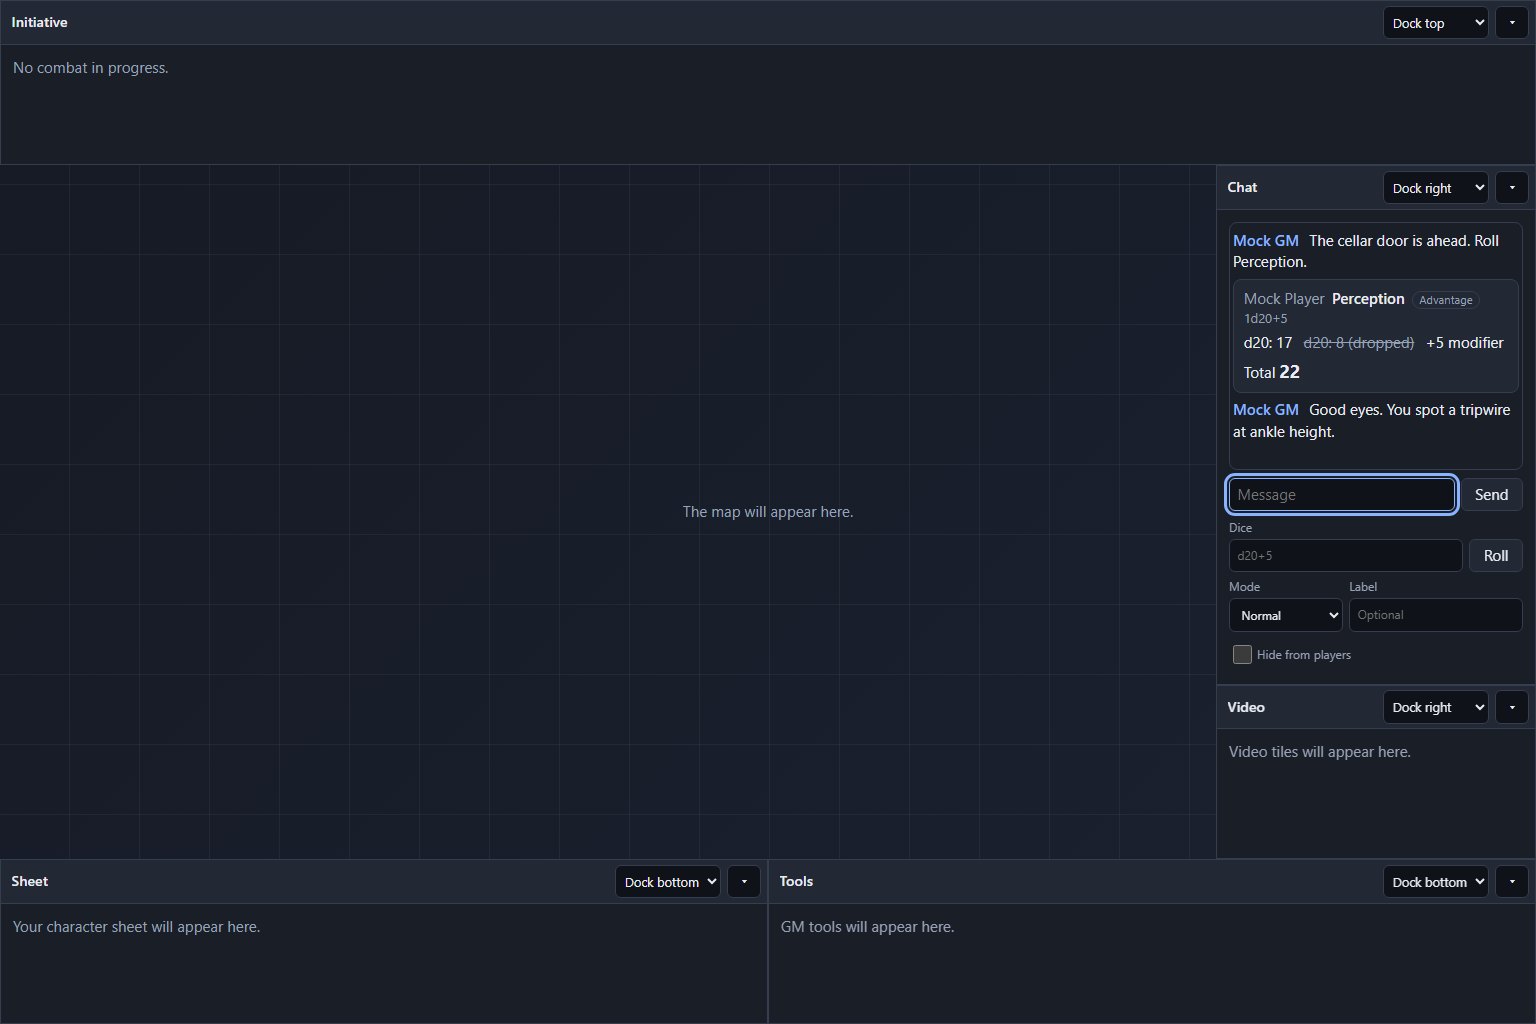 Initiative
Dock top
No combat in progress.
The map will appear here.
Chat
Dock right
Mock GM The cellar door is ahead. Roll
Perception.
Mock Player Perception Advantage
1d20+5
d20: 17 d20: 8 (dropped) +5 modifier
Total 22
Mock GM Good eyes. You spot a tripwire
at ankle height.
Message
Send
Dice
d20+5
Roll
Mode Label
Normal Optional
Hide from players
Video
Dock right
Video tiles will appear here.
Sheet
Dock bottom
Your character sheet will appear here.
Tools
Dock bottom
GM tools will appear here.